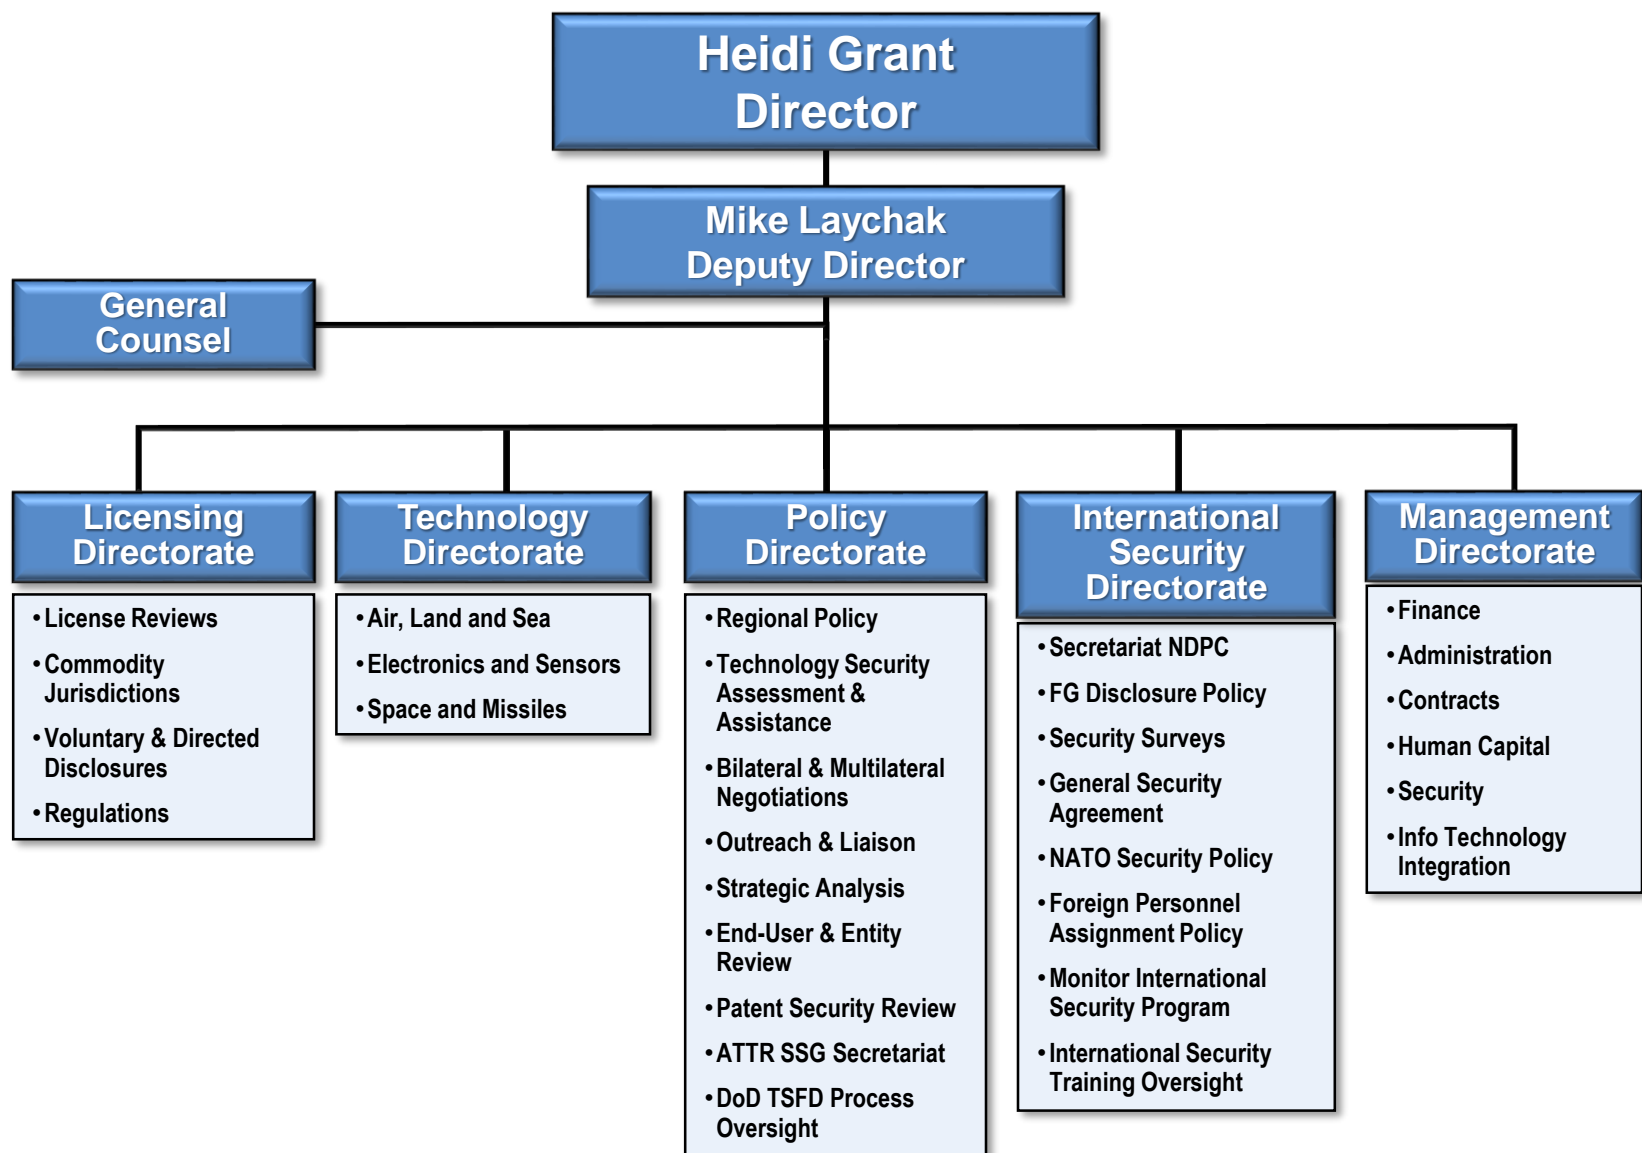 Heidi Grant
Director
Mike Laychak
Deputy Director
General
Counsel
Licensing
Directorate
•License Reviews
•Commodity
Jurisdictions
•Voluntary & Directed
Disclosures
•Regulations
Technology
Directorate
•Air, Land and Sea
•Electronics and Sensors
•Space and Missiles
Policy
Directorate
•Regional Policy
•Technology Security
Assessment &
Assistance
•Bilateral & Multilateral
Negotiations
•Outreach & Liaison
•Strategic Analysis
•End-User & Entity
Review
•Patent Security Review
•ATTR SSG Secretariat
•DoD TSFD Process
Oversight
International
Security
Directorate
•Secretariat NDPC
•FG Disclosure Policy
•Security Surveys
•General Security
Agreement
•NATO Security Policy
•Foreign Personnel
Assignment Policy
•Monitor International
Security Program
•International Security
Training Oversight
Management
Directorate
•Finance
•Administration
•Contracts
•Human Capital
•Security
•Info Technology
Integration